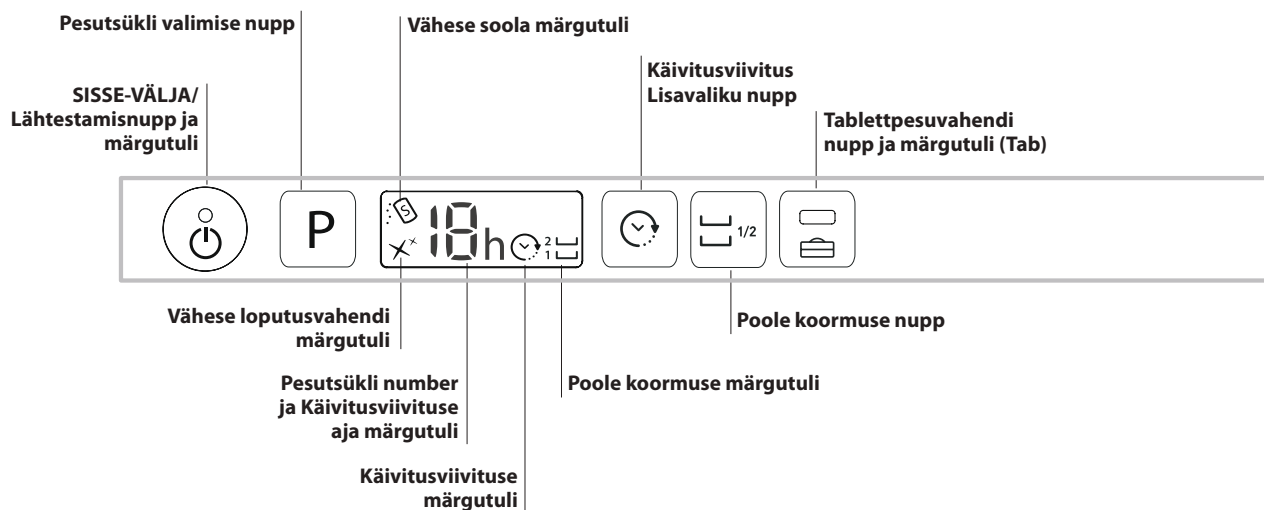 Pesutsükli valimise nupp
Vähese soola märgutuli
Käivitusviivitus
Lisavaliku nupp
SISSE-VÄLJA/
Lähtestamisnupp ja
märgutuli
Tablettpesuvahendi
nupp ja märgutuli (Tab)
P
S
18h
2
1
1/2
Vähese loputusvahendi
märgutuli
Poole koormuse nupp
Pesutsükli number
ja Käivitusviivituse
aja märgutuli
Poole koormuse märgutuli
Käivitusviivituse
märgutuli